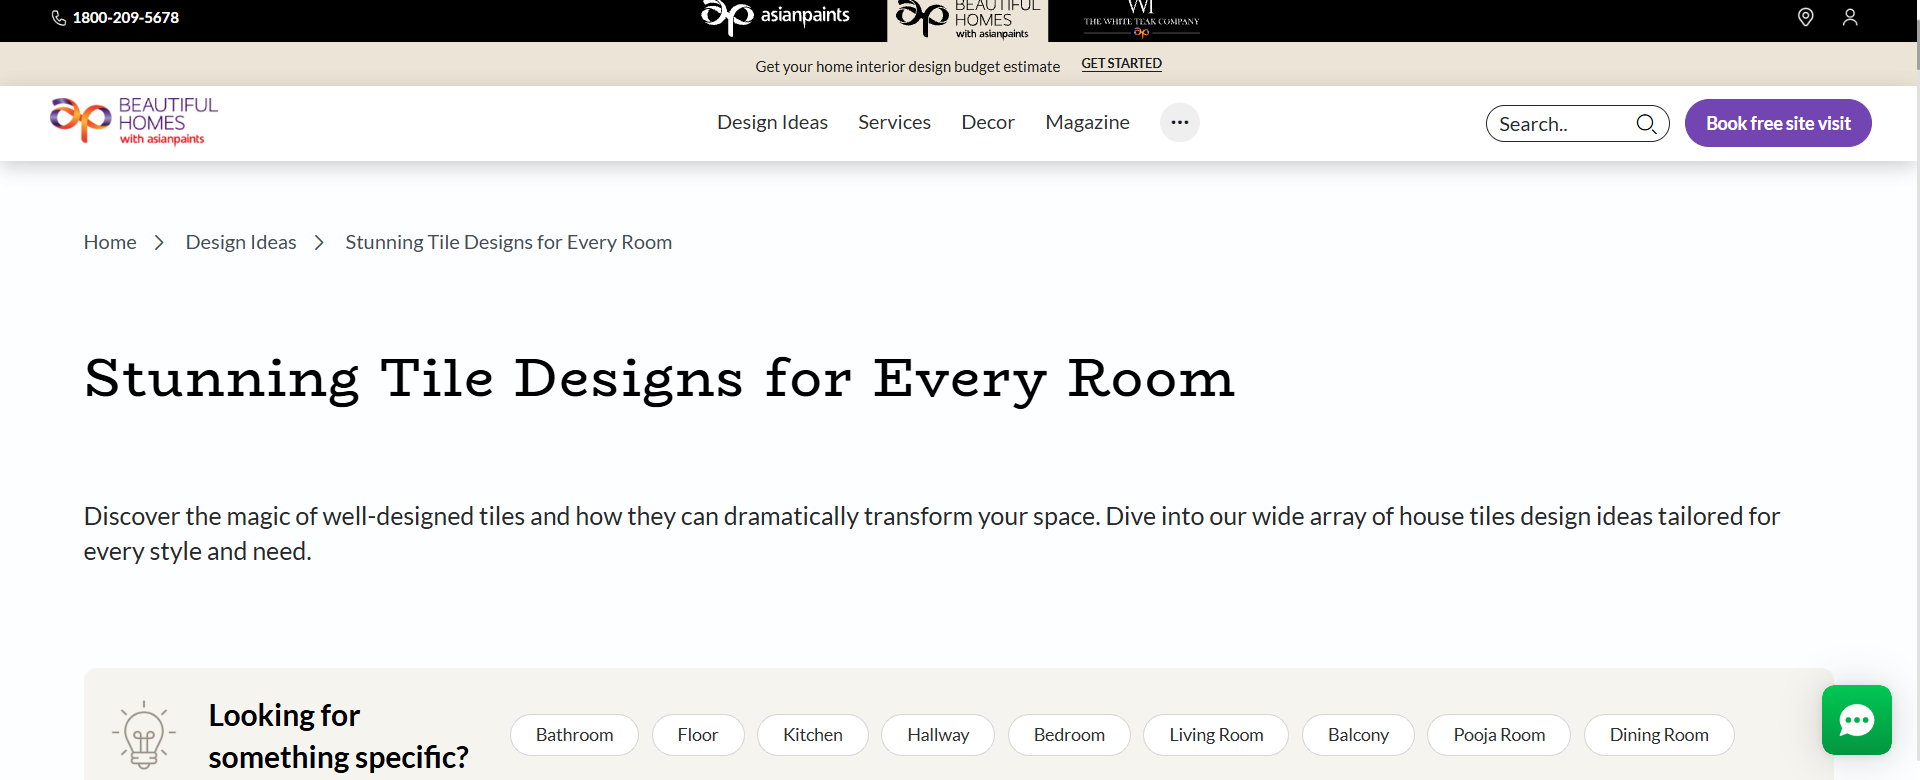 1800-209-5678
asianpaints
BEAUTIFUL
HOMES
with asianpaints
THE WHITE TEAK COMPANY
Get your home interior design budget estimate GET STARTED
BEAUTIFUL
HOMES
with asianpaints
Design Ideas Services Decor Magazine
Search..
Book free site visit
Home Design Ideas Stunning Tile Designs for Every Room
Stunning Tile Designs for Every Room
Discover the magic of well-designed tiles and how they can dramatically transform your space. Dive into our wide array of house tiles design ideas tailored for
every style and need.
Looking for
something specific?
Bathroom Floor Kitchen Hallway Bedroom Living Room Balcony Pooja Room Dining Room